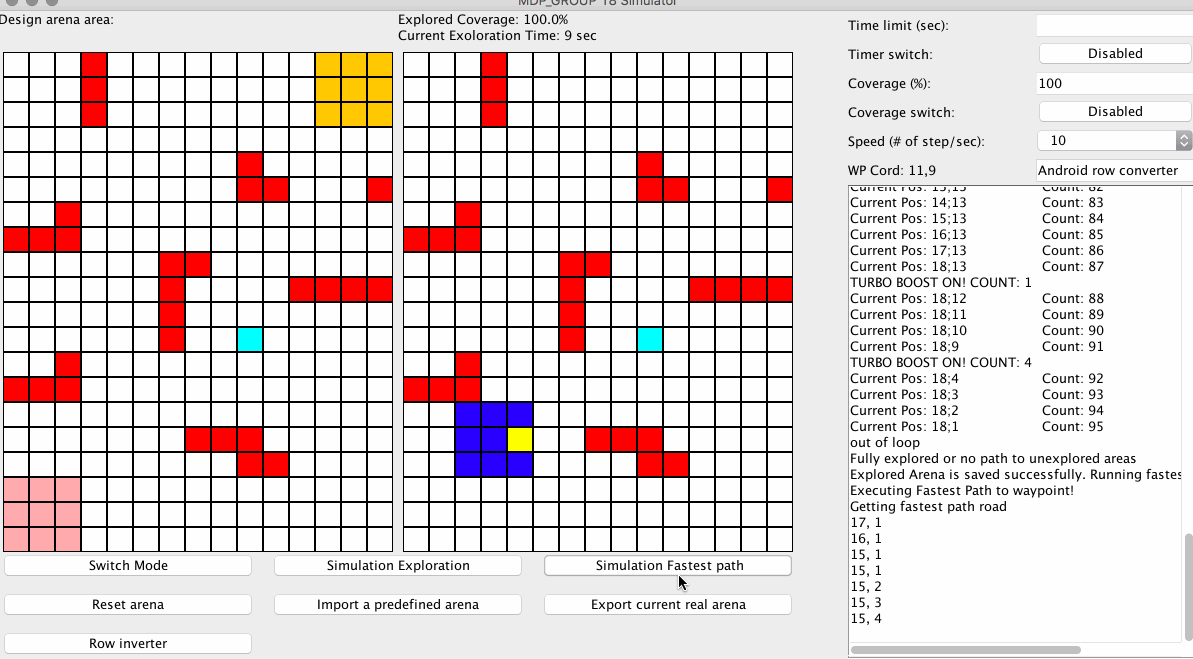 MDP_GROUP 18 Simulator
Design arena area:
Explored Coverage: 100.0%
Current Exoloration Time: 9 sec
Time limit (sec):
Timer switch:
Disabled
Coverage (%):
100
Coverage switch:
Disabled
Speed (# of step/sec):
10
WP Cord: 11,9
Android row converter
Current Pos: 14;13 Count: 83
Current Pos: 15;13 Count: 84
Current Pos: 16;13 Count: 85
Current Pos: 17;13 Count: 86
Current Pos: 18;13 Count: 87
TURBO BOOST ON! COUNT: 1
Current Pos: 18;12 Count: 88
Current Pos: 18;11 Count: 89
Current Pos: 18;10 Count: 90
Current Pos: 18;9 Count: 91
TURBO BOOST ON! COUNT: 4
Current Pos: 18;4 Count: 92
Current Pos: 18;3 Count: 93
Current Pos: 18;2 Count: 94
Current Pos: 18;1 Count: 95
out of loop
Fully explored or no path to unexplored areas
Explored Arena is saved successfully. Running fastes
Executing Fastest Path to waypoint!
Getting fastest path road
17, 1
16, 1
15, 1
15, 1
15, 2
15, 3
15, 4
Switch Mode
Simulation Exploration
Simulation Fastest path
Reset arena
Import a predefined arena
Export current real arena
Row inverter